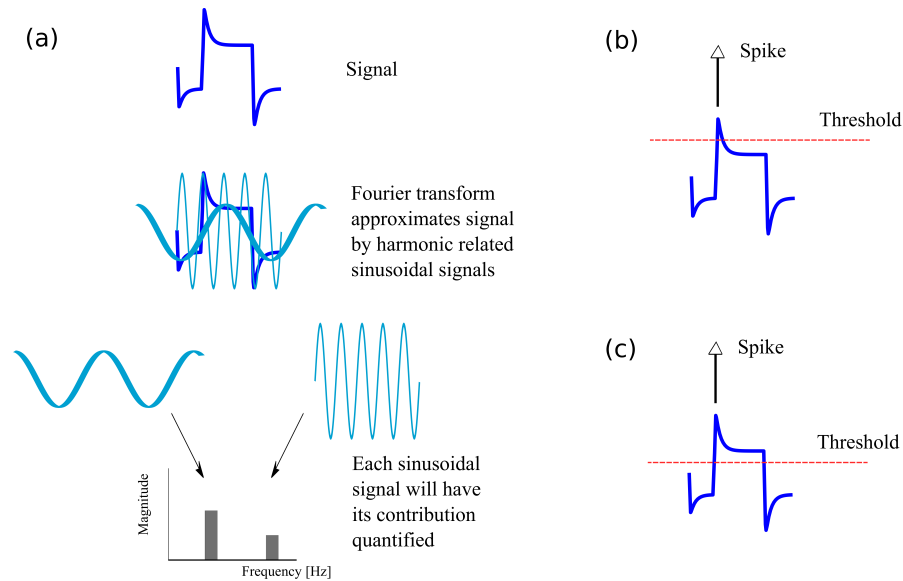 (a)
Signal
Fourier transform
approximates signal
by harmonic related
sinusoidal signals
Each sinusoidal
signal will have
its contribution
quantified
Magnitude
Frequency [Hz]
(b)
Spike
Threshold
(c)
Spike
Threshold